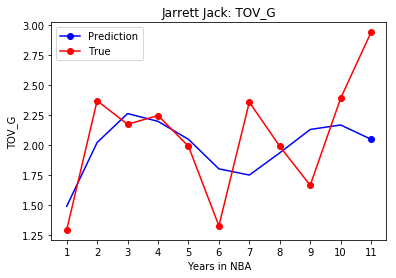 Jarrett Jack: TOV_G
Prediction
True
3.00
2.75
2.50
2.25
2.00
1.75
1.50
1.25
TOV_G
1 2 3 4 5 6 7 8 9 10 11
Years in NBA